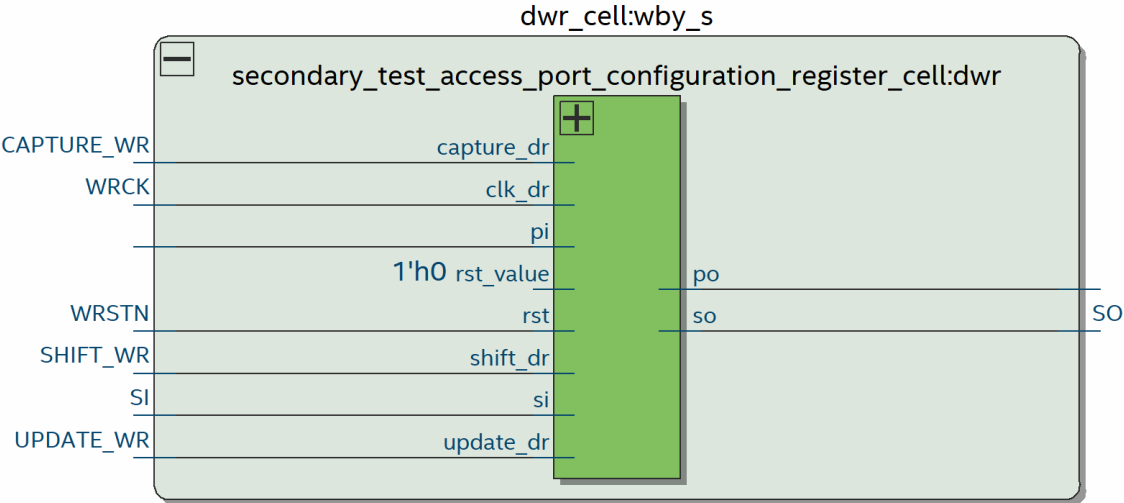 dwr_cell:wby_s
secondary_test_access_port_configuration_register_cell:dwr
CAPTURE_WR capture_dr
WRCK clk_dr
pi
1'h0 rst_value po
WRSTN rst so SO
SHIFT_WR shift_dr
SI si
UPDATE_WR update_dr